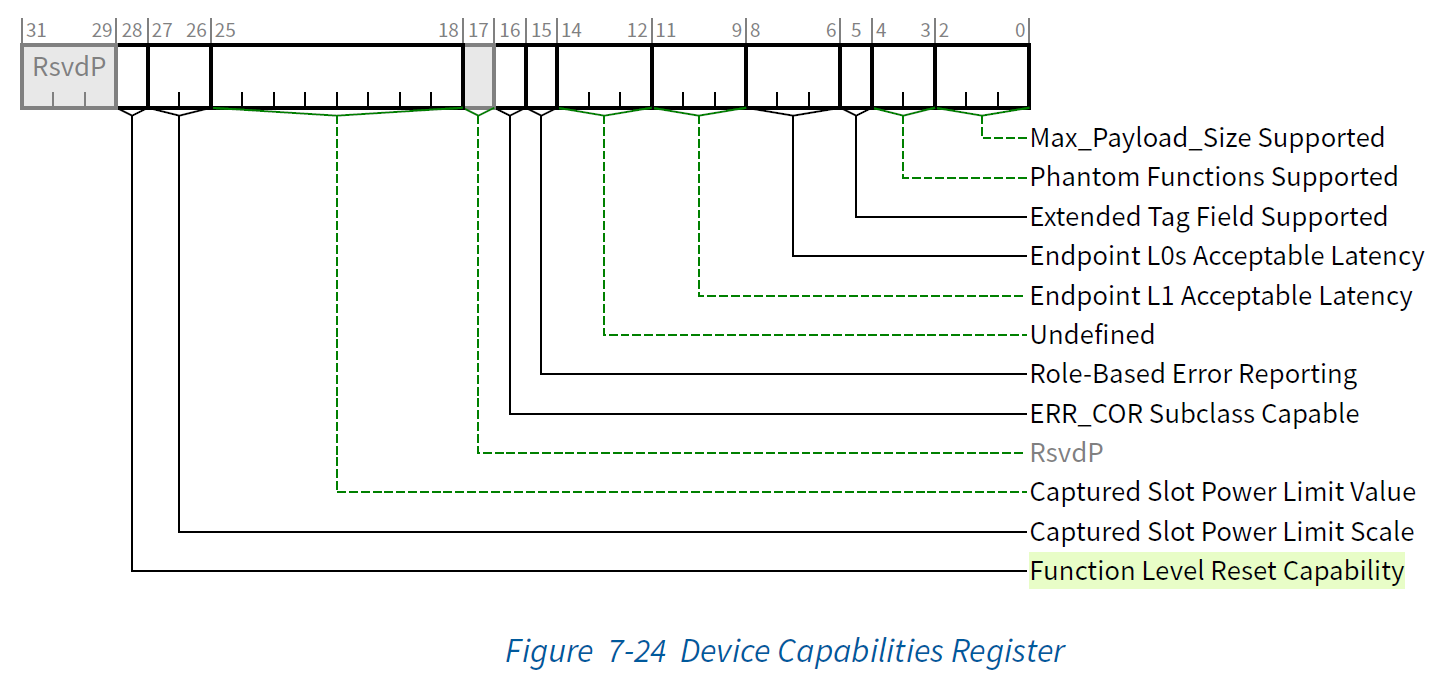 31 29 28 27 26 25 18 17 16 15 14 12 11 9 8 6 5 4 3 2 0
RsvdP
Max_Payload_Size Supported
Phantom Functions Supported
Extended Tag Field Supported
Endpoint L0s Acceptable Latency
Endpoint L1 Acceptable Latency
Undefined
Role-Based Error Reporting
ERR_COR Subclass Capable
RsvdP
Captured Slot Power Limit Value
Captured Slot Power Limit Scale
Function Level Reset Capability
Figure 7-24 Device Capabilities Register